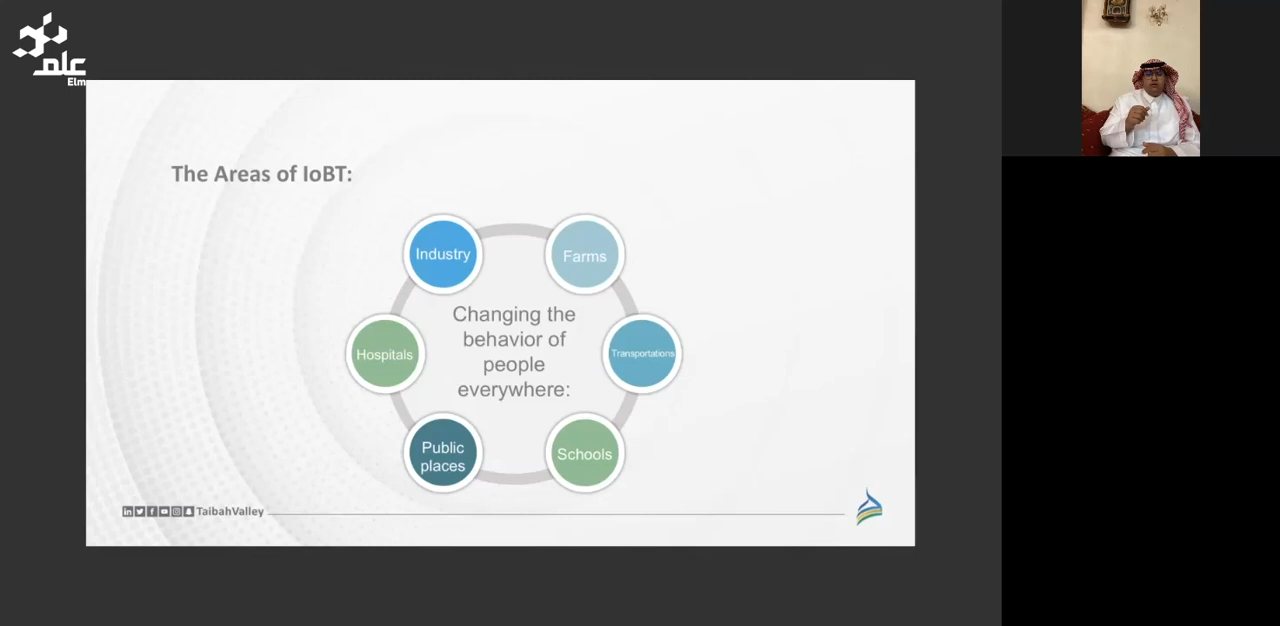 علم
Elm
The Areas of IoBT:
Industry
Farms
Hospitals
Changing the
behavior of
people
everywhere:
Transportations
Public
places
Schools
TaibahValley